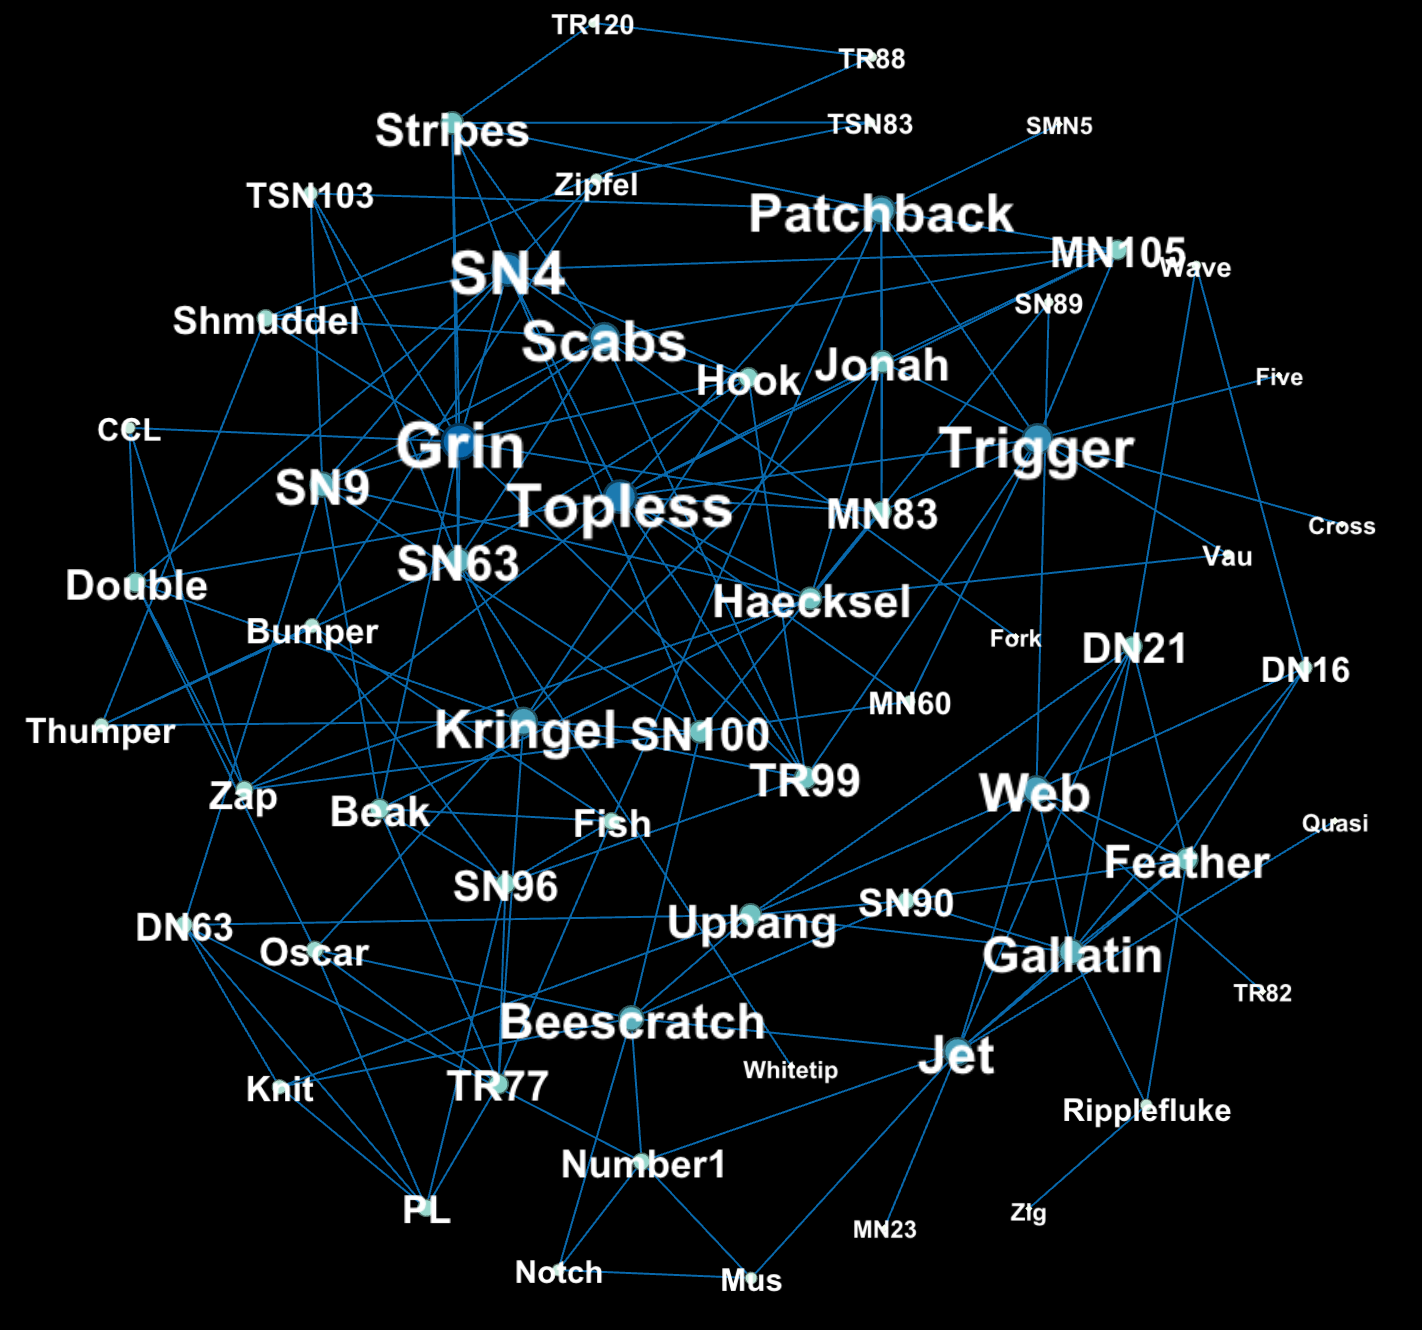 TR120
TR88
Stripes
TSN83
SMN5
Zipfel
TSN103
Patchback
MN105
Wave
SN4
SN89
Shmuddel
Scabs
Hook
Jonah
Five
CCL
Grin
Trigger
SN9
Topless
MN83
Cross
SN63
Vau
Double
Haecksel
Bumper
Fork
DN21
DN16
MN60
Thumper
Kringel
SN100
TR99
Zap
Beak
Fish
Web
Quasi
Feather
SN96
SN90
DN63
Upbang
Oscar
Gallatin
TR82
Beescratch
Jet
Whitetip
Knit
TR77
Ripplefluke
Number1
PL
Zig
MN23
Notch
Mus